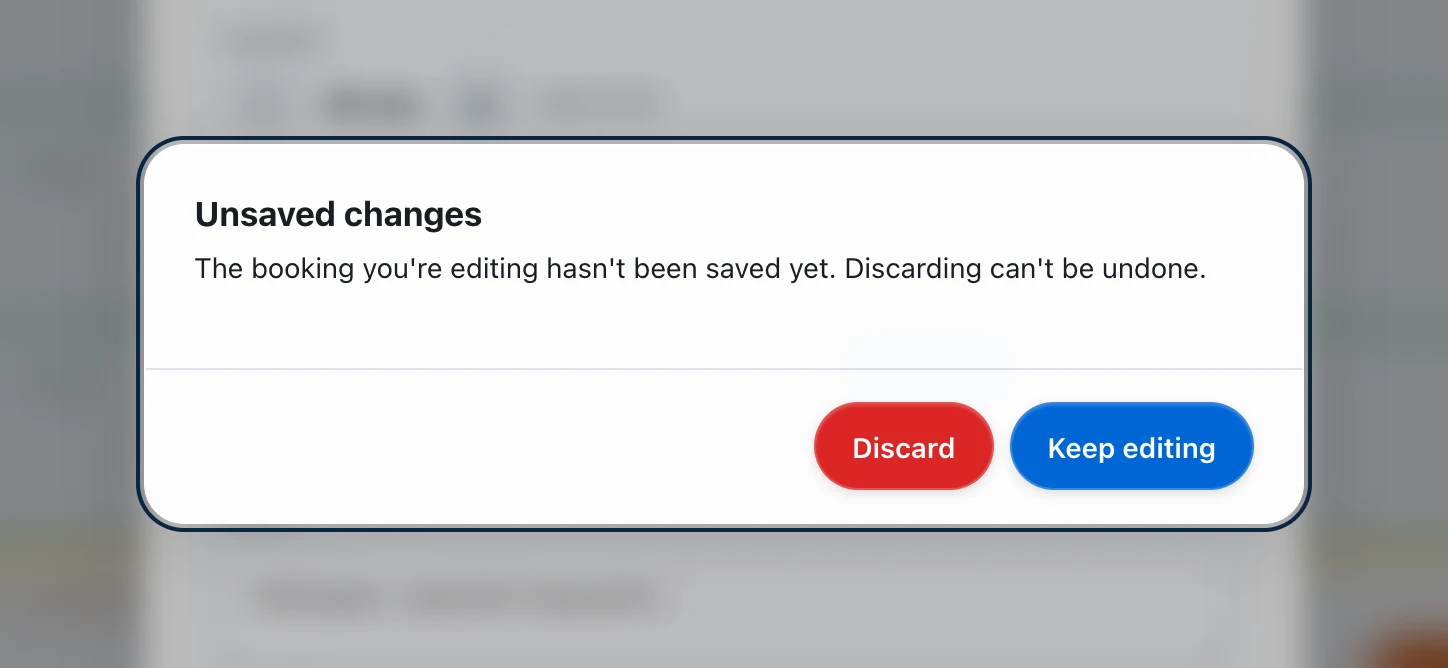 Unsaved changes
The booking you're editing hasn't been saved yet. Discarding can't be undone.
Discard
Keep editing